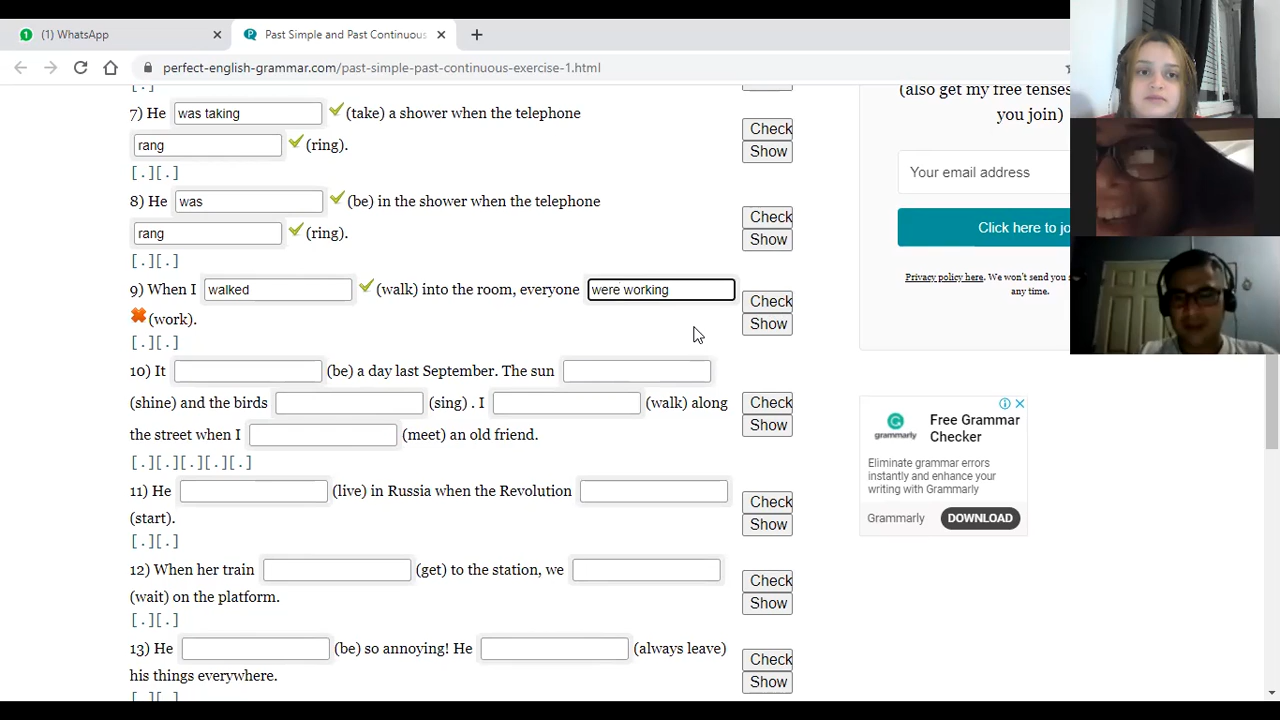 (1) WhatsApp
Past Simple and Past Continuous
perfect-english-grammar.com/past-simple-past-continuous-exercise-1.html
[.]
7) He was taking (take) a shower when the telephone
rang (ring).
Check
Show
[.][.]
8) He was (be) in the shower when the telephone
rang (ring).
Check
Show
[.][.]
9) When I walked (walk) into the room, everyone were working
(work).
Check
Show
[.][.]
10) It (be) a day last September. The sun
(shine) and the birds (sing) . I (walk) along
the street when I (meet) an old friend.
Check
Show
[.][.][.][.][.]
11) He (live) in Russia when the Revolution
(start).
Check
Show
[.][.]
12) When her train (get) to the station, we
(wait) on the platform.
Check
Show
[.][.]
13) He (be) so annoying! He (always leave)
his things everywhere.
Check
Show
(also get my free tenses
you join)
Your email address
Click here to jo
Privacy policy here. We won't send you s
any time.
Free Grammar
Checker
grammarly
Eliminate grammar errors
instantly and enhance your
writing with Grammarly
Grammarly
DOWNLOAD